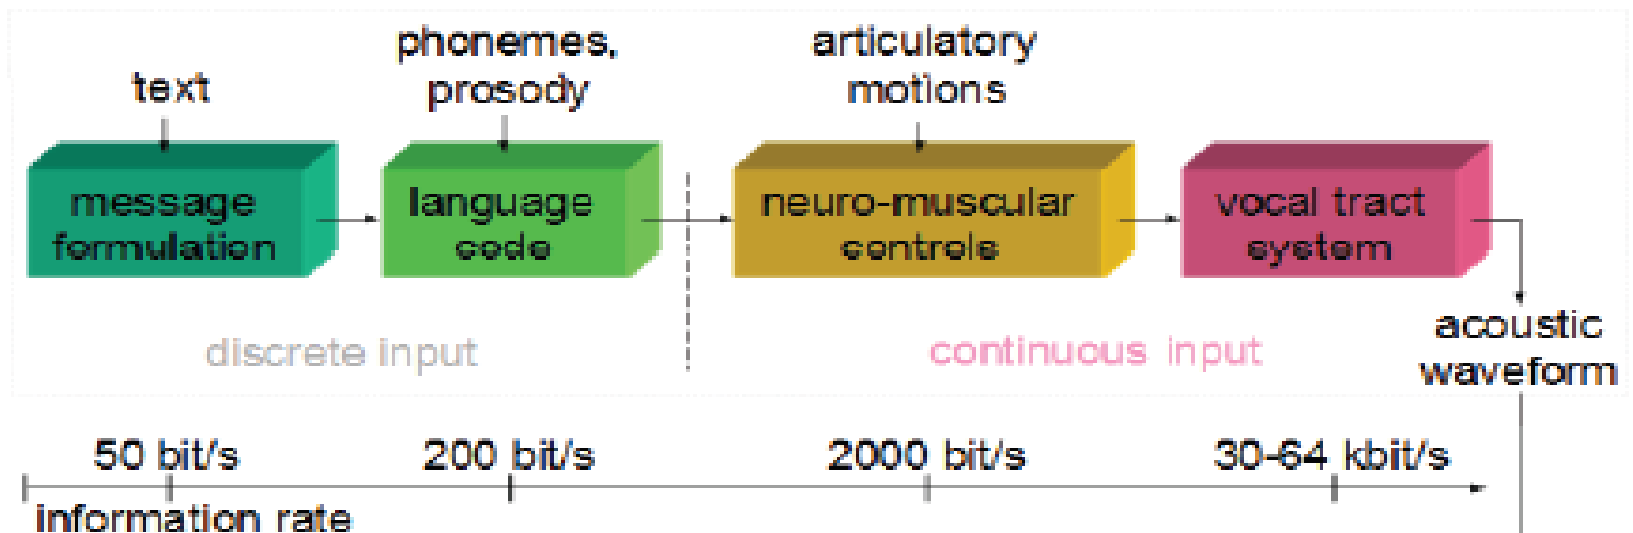 text
phonemes,
prosody
articulatory
motions
message
formulation
language
code
neuro-muscular
controls
vocal tract
system
discrete input
continuous input
acoustic
waveform
50 bit/s
200 bit/s
2000 bit/s
30-64 kbit/s
information rate